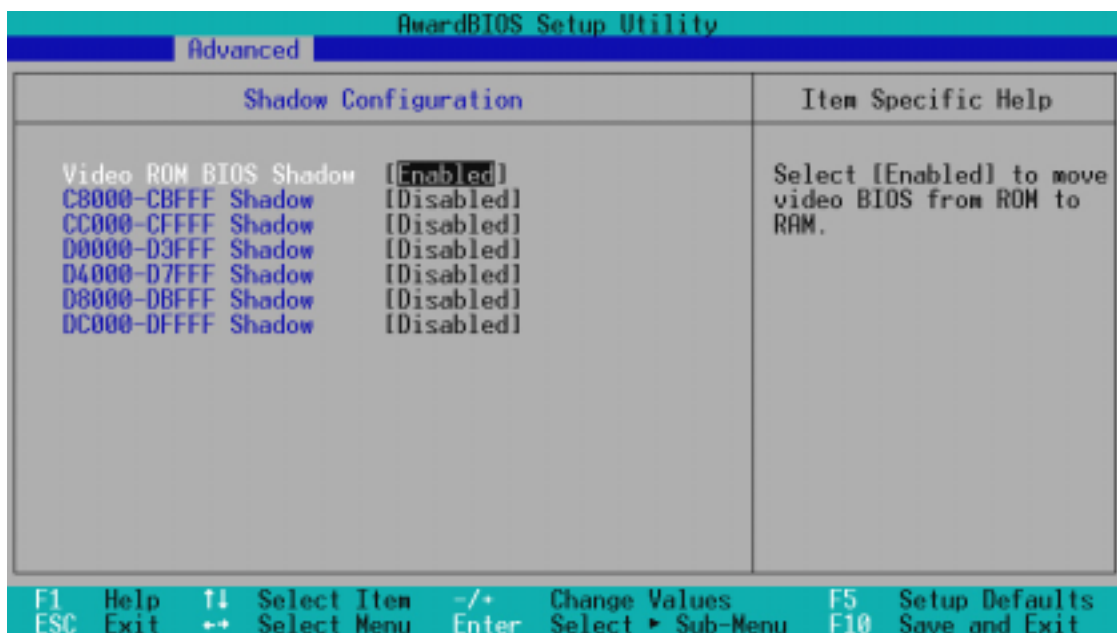 AwardBIOS Setup Utility
Advanced
Shadow Configuration
Item Specific Help
Video ROM BIOS Shadow [Enabled]
C8000-CBFFF Shadow [Disabled]
CC000-CFFFF Shadow [Disabled]
D0000-D3FFF Shadow [Disabled]
D4000-D7FFF Shadow [Disabled]
D8000-DBFFF Shadow [Disabled]
DC000-DFFFF Shadow [Disabled]
Select [Enabled] to move
video BIOS from ROM to
RAM.
F1 Help ↑↓ Select Item -/+ Change Values F5 Setup Defaults
ESC Exit ←→ Select Menu Enter Select ► Sub-Menu F10 Save and Exit